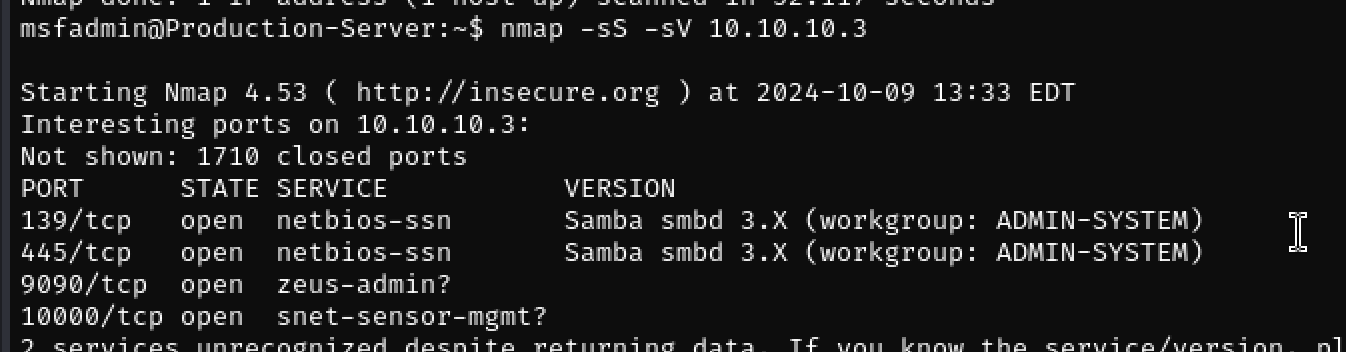 Nmap done: 1 IP address (1 host up) scanned in 52.117 seconds
msfadmin@Production-Server:~$ nmap -sS -sV 10.10.10.3
Starting Nmap 4.53 ( http://insecure.org ) at 2024-10-09 13:33 EDT
Interesting ports on 10.10.10.3:
Not shown: 1710 closed ports
PORT      STATE SERVICE           VERSION
139/tcp   open  netbios-ssn       Samba smbd 3.X (workgroup: ADMIN-SYSTEM)
445/tcp   open  netbios-ssn       Samba smbd 3.X (workgroup: ADMIN-SYSTEM)
9090/tcp  open  zeus-admin?
10000/tcp open  snet-sensor-mgmt?
2 services unrecognized despite returning data. If you know the service/version, pl